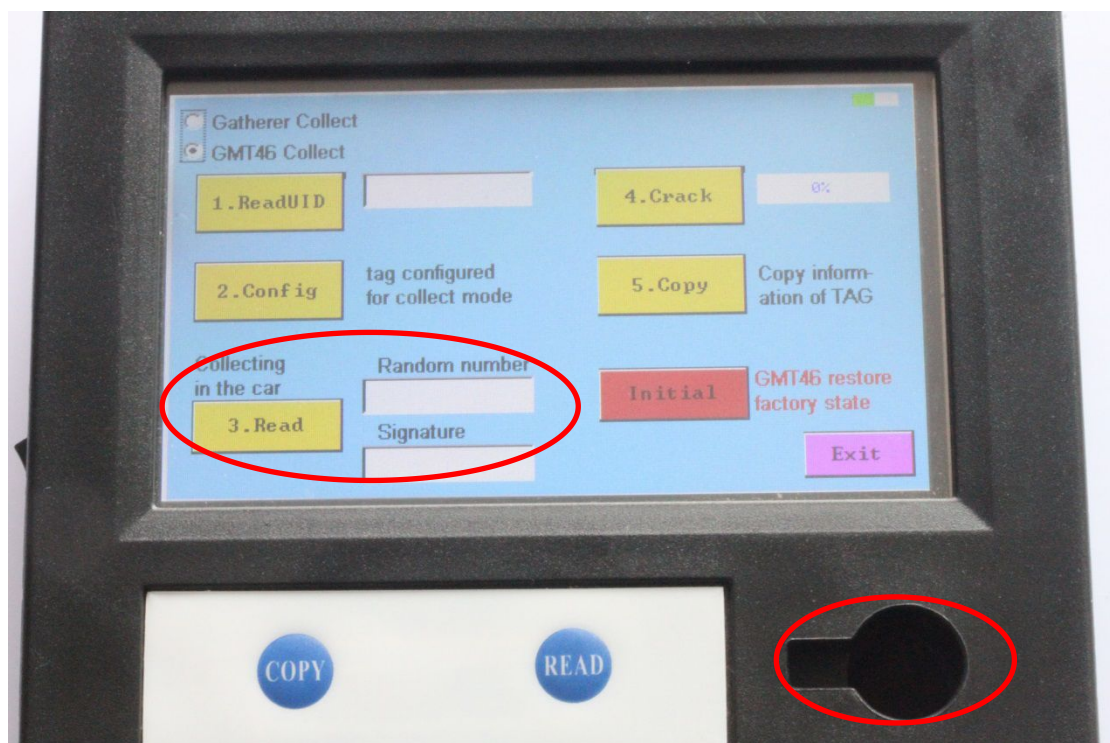 Gatherer Collect
GMT46 Collect
1.ReadUID
4.Crack
0%
2.Config
tag configured
for collect mode
5.Copy
Copy inform-
ation of TAG
Collecting
in the car
Random number
3.Read
Signature
Initial
GMT46 restore
factory state
Exit
COPY
READ